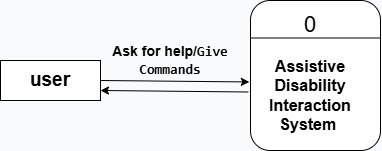 0
Ask for help/Give
Commands
user
Assistive
Disability
Interaction
System